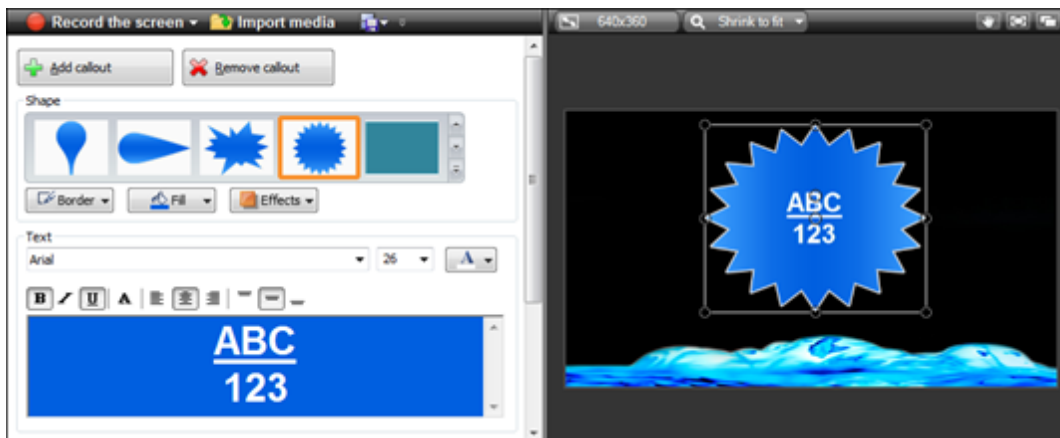 Record the screen Import media
640x360 Shrink to fit
Add callout Remove callout
Shape
Border Fill Effects
Text
Arial 26 A
B I U A
ABC
123
ABC
123